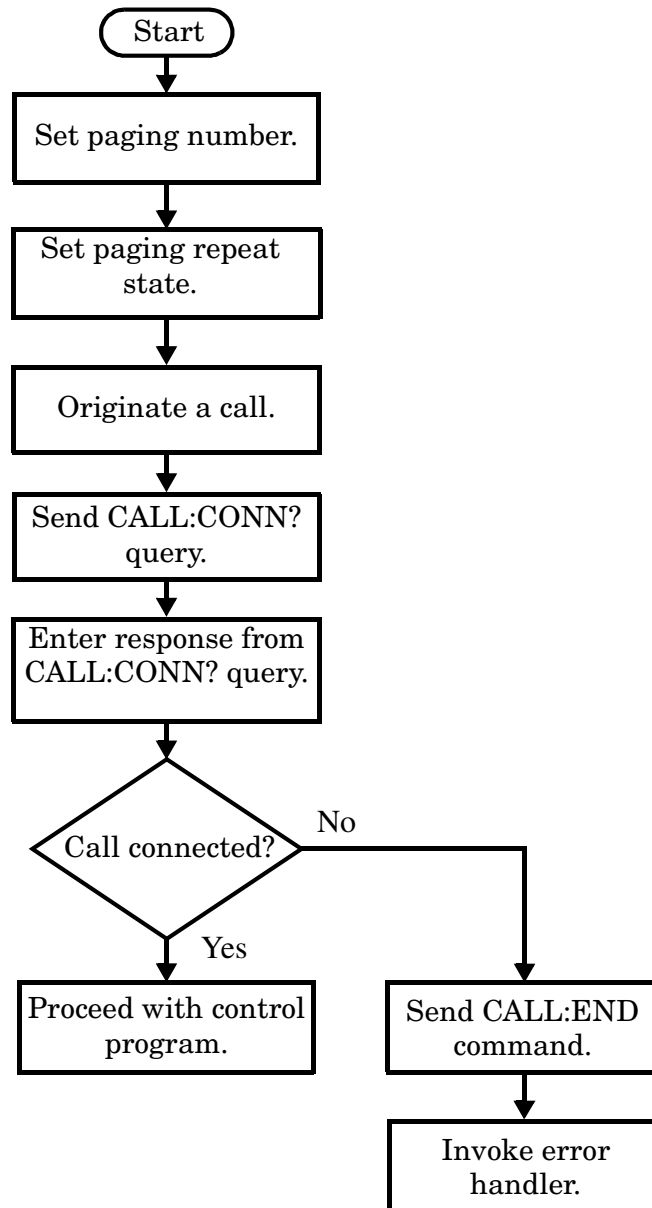 Start
Set paging number.
Set paging repeat
state.
Originate a call.
Send CALL:CONN?
query.
Enter response from
CALL:CONN? query.
Call connected?
No
Yes
Proceed with control
program.
Send CALL:END
command.
Invoke error
handler.